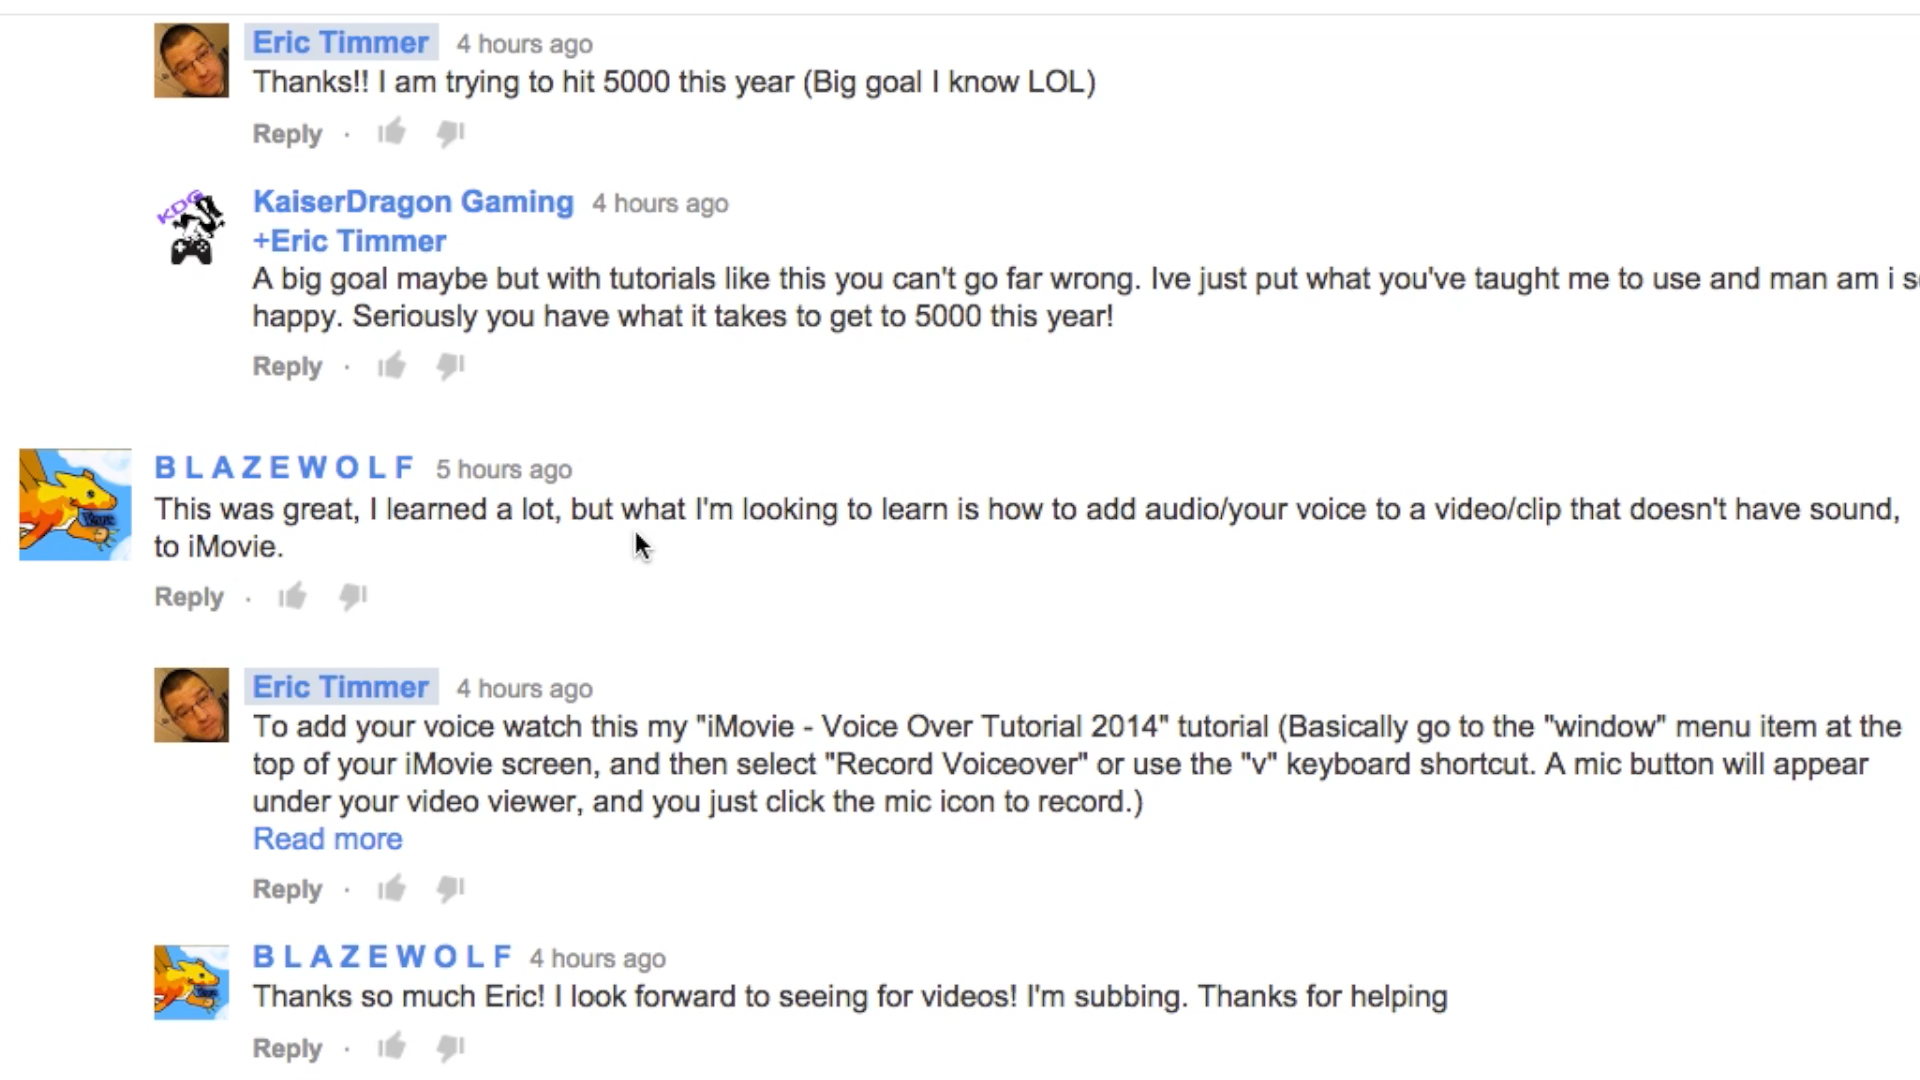 Eric Timmer 4 hours ago
Thanks!! I am trying to hit 5000 this year (Big goal I know LOL)
Reply ·
KDG
KaiserDragon Gaming 4 hours ago
+Eric Timmer
A big goal maybe but with tutorials like this you can't go far wrong. Ive just put what you've taught me to use and man am i
happy. Seriously you have what it takes to get to 5000 this year!
Reply ·
B L A Z E W O L F 5 hours ago
This was great, I learned a lot, but what I'm looking to learn is how to add audio/your voice to a video/clip that doesn't have sound,
to iMovie.
Reply ·
Eric Timmer 4 hours ago
To add your voice watch this my "iMovie - Voice Over Tutorial 2014" tutorial (Basically go to the "window" menu item at the
top of your iMovie screen, and then select "Record Voiceover" or use the "v" keyboard shortcut. A mic button will appear
under your video viewer, and you just click the mic icon to record.)
Read more
Reply ·
B L A Z E W O L F 4 hours ago
Thanks so much Eric! I look forward to seeing for videos! I'm subbing. Thanks for helping
Reply ·